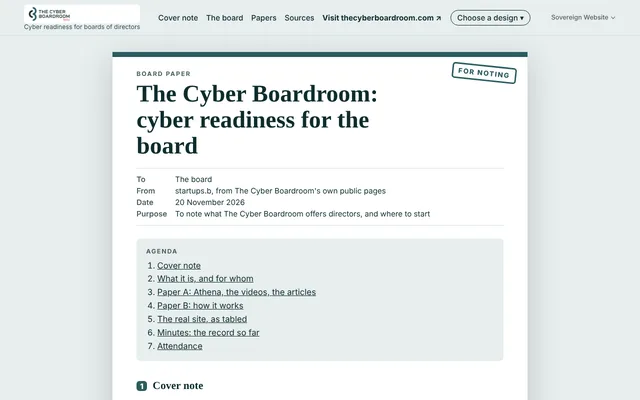 THE CYBER BOARDROOM
Cyber readiness for boards of directors
Cover note The board Papers Sources Visit thecyberboardroom.com ↗ Choose a design ▾ Sovereign Website
FOR NOTING
BOARD PAPER
The Cyber Boardroom:
cyber readiness for the
board
To The board
From startups.b, from The Cyber Boardroom's own public pages
Date 20 November 2026
Purpose To note what The Cyber Boardroom offers directors, and where to start
AGENDA
1. Cover note
2. What it is, and for whom
3. Paper A: Athena, the videos, the articles
4. Paper B: how it works
5. The real site, as tabled
6. Minutes: the record so far
7. Attendance
1 Cover note